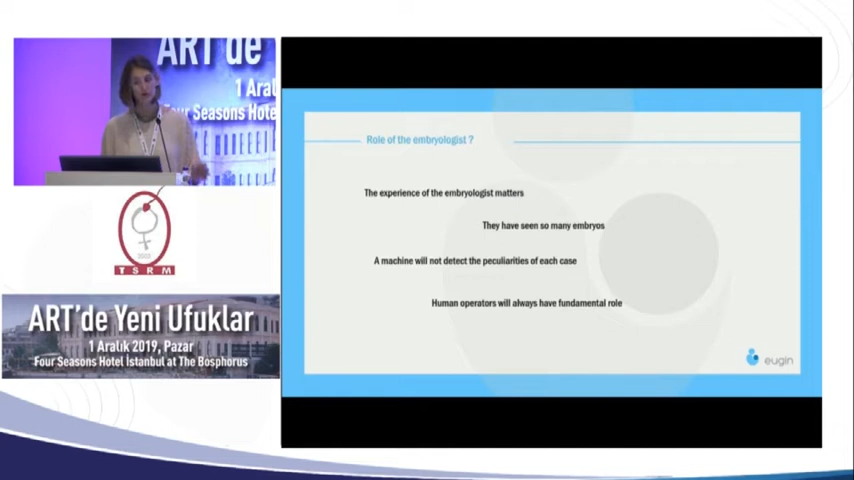 ART'de
1 Aral
Four Seasons Hotel
TSRM
ART'de Yeni Ufuklar
1 Aralık 2019, Pazar
Four Seasons Hotel İstanbul at The Bosphorus
Role of the embryologist ?
The experience of the embryologist matters
They have seen so many embryos
A machine will not detect the peculiarities of each case
Human operators will always have fundamental role
eugin